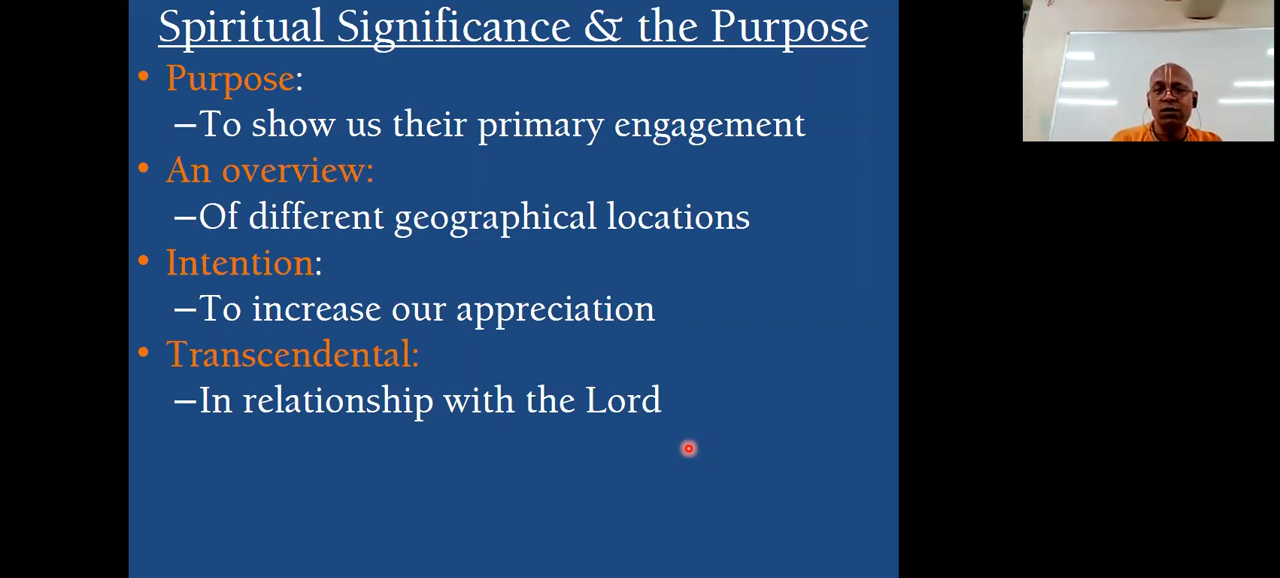 Spiritual Significance & the Purpose
• Purpose:
–To show us their primary engagement
• An overview:
–Of different geographical locations
• Intention:
–To increase our appreciation
• Transcendental:
–In relationship with the Lord